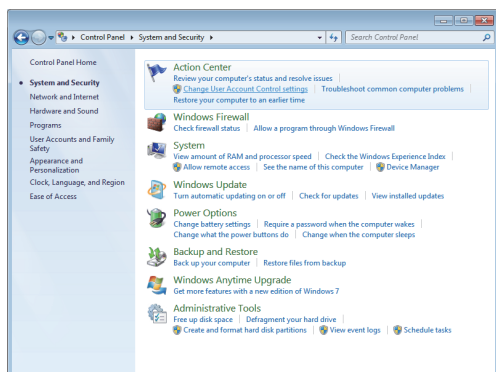 Control Panel ▸ System and Security ▸
Search Control Panel
Control Panel Home
System and Security
Network and Internet
Hardware and Sound
Programs
User Accounts and Family
Safety
Appearance and
Personalization
Clock, Language, and Region
Ease of Access
Action Center
Review your computer's status and resolve issues
Change User Account Control settings | Troubleshoot common computer problems
Restore your computer to an earlier time
Windows Firewall
Check firewall status | Allow a program through Windows Firewall
System
View amount of RAM and processor speed | Check the Windows Experience Index
Allow remote access | See the name of this computer | Device Manager
Windows Update
Turn automatic updating on or off | Check for updates | View installed updates
Power Options
Change battery settings | Require a password when the computer wakes
Change what the power buttons do | Change when the computer sleeps
Backup and Restore
Back up your computer | Restore files from backup
Windows Anytime Upgrade
Get more features with a new edition of Windows 7
Administrative Tools
Free up disk space | Defragment your hard drive
Create and format hard disk partitions | View event logs | Schedule tasks